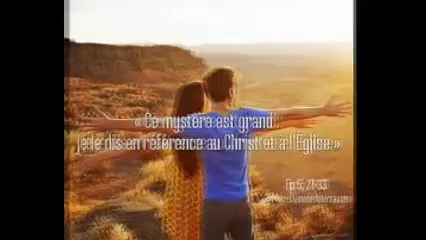 « Ce mystère est grand :
je le dis en référence au Christ et à l'Église »
Ep 5, 21-33